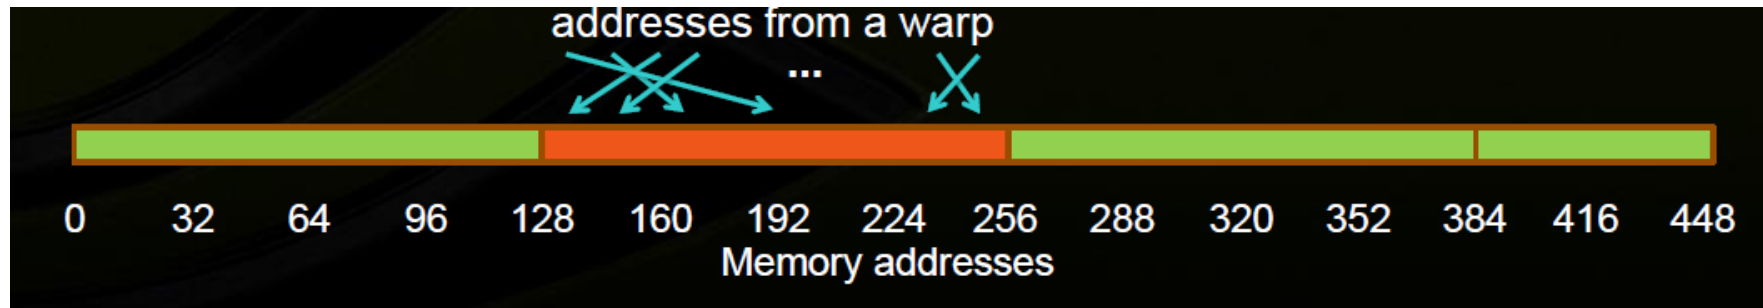 addresses from a warp
...
0 32 64 96 128 160 192 224 256 288 320 352 384 416 448
Memory addresses